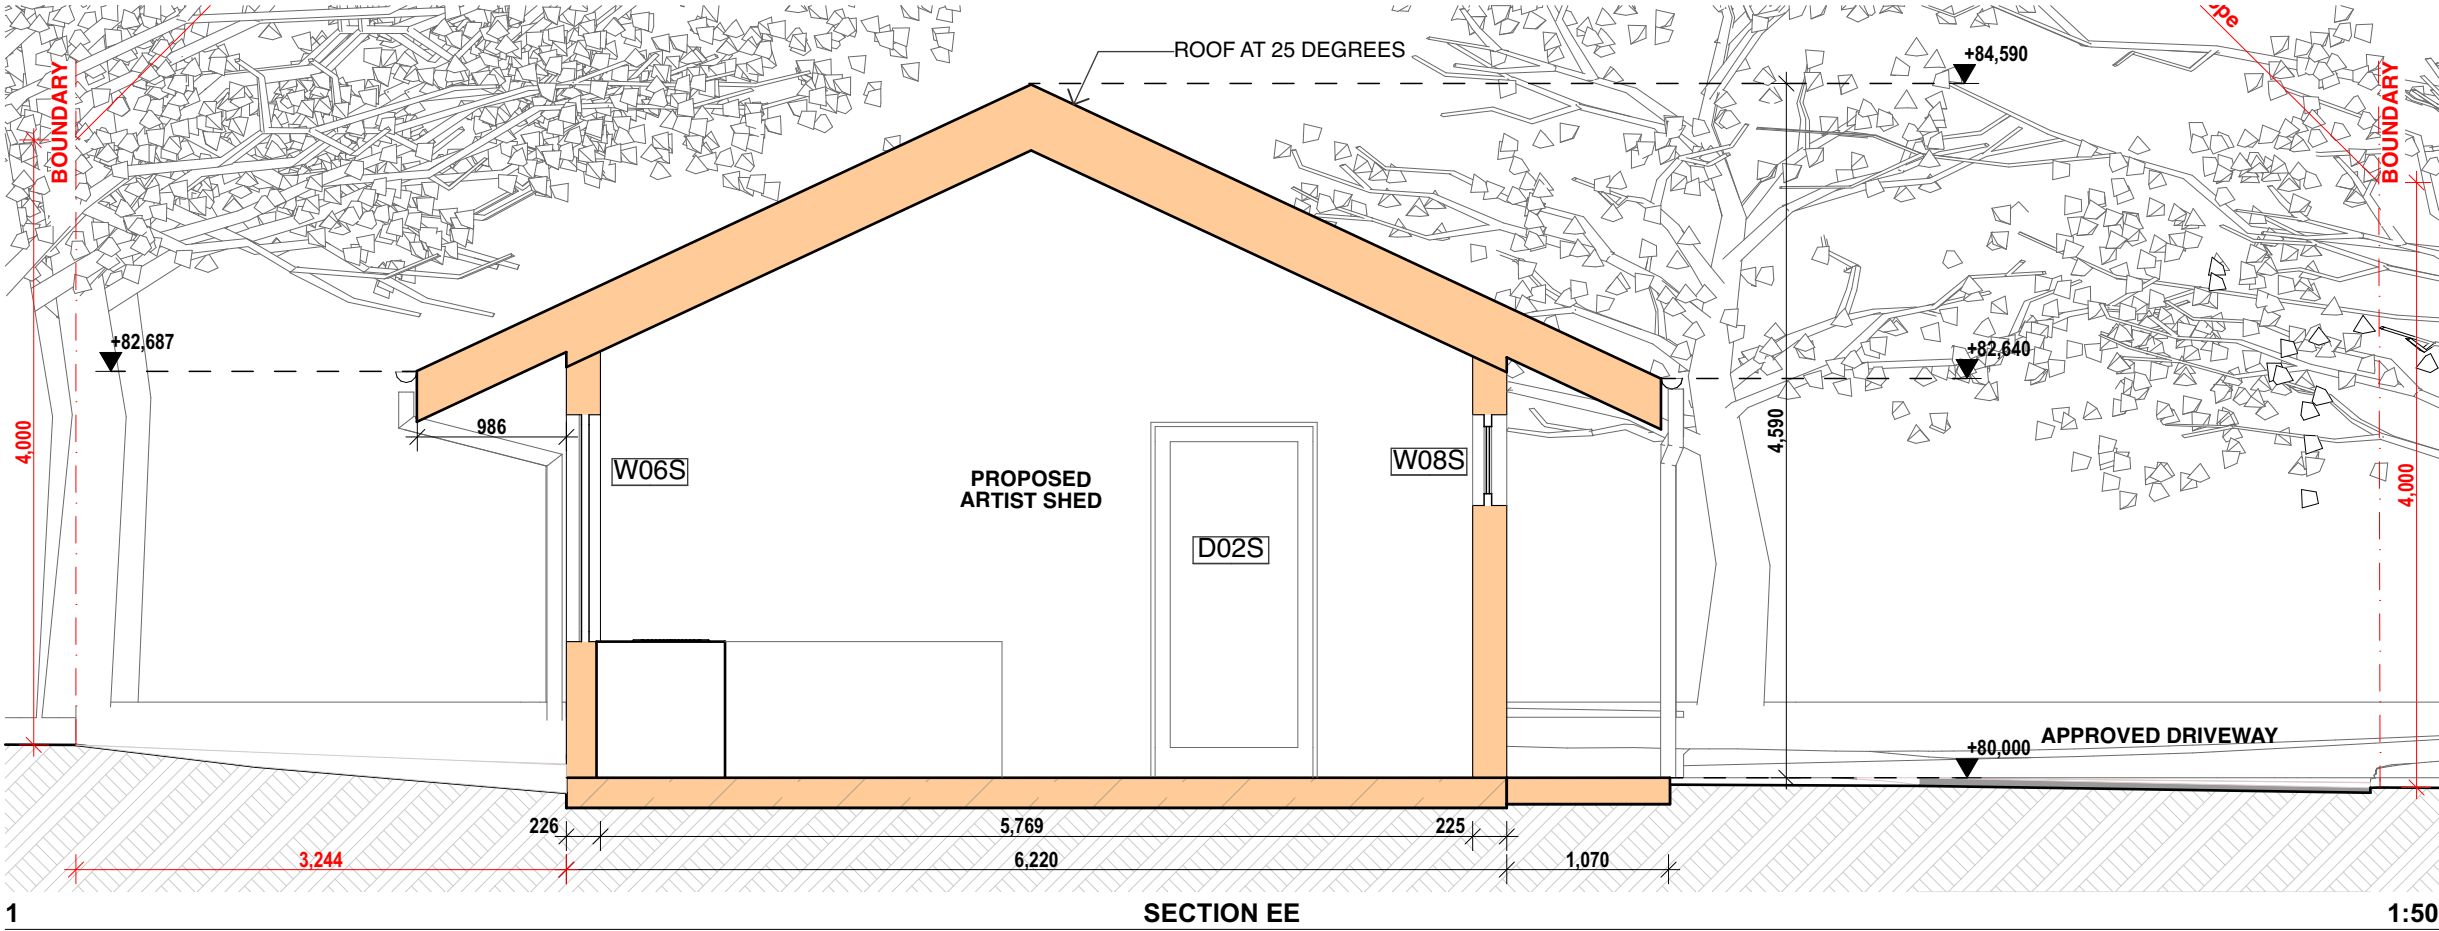 ROOF AT 25 DEGREES
+84,590
BOUNDARY
BOUNDARY
+82,687
+82,640
4,000
986
4,590
4,000
W06S
PROPOSED
ARTIST SHED
W08S
D02S
APPROVED DRIVEWAY
+80,000
226
5,769
225
3,244
6,220
1,070
1
SECTION EE
1:50